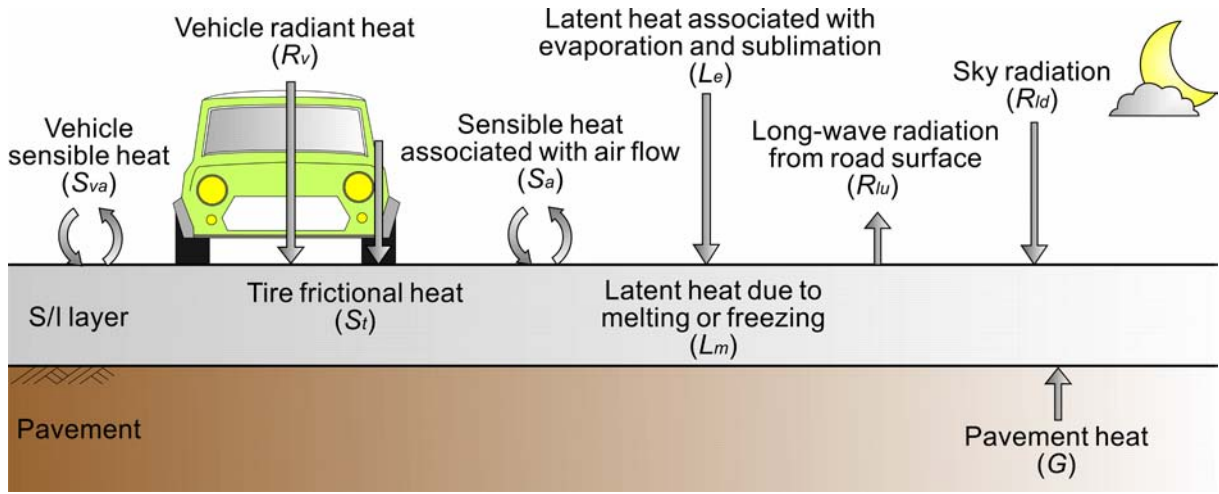 Vehicle radiant heat
(Rv)
Latent heat associated with
evaporation and sublimation
(Le)
Sky radiation
(Rld)
Vehicle
sensible heat
(Sva)
Sensible heat
associated with air flow
(Sa)
Long-wave radiation
from road surface
(Rlu)
S/I layer
Tire frictional heat
(St)
Latent heat due to
melting or freezing
(Lm)
Pavement
Pavement heat
(G)